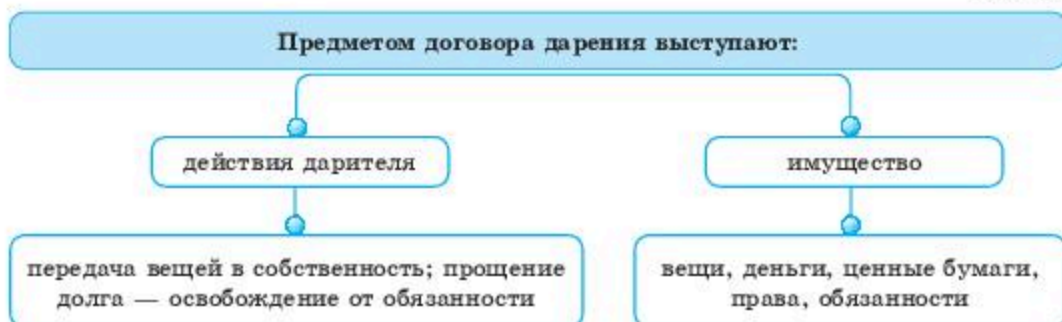 Предметом договора дарения выступают:
действия дарителя
имущество
передача вещей в собственность; прощение
долга — освобождение от обязанности
вещи, деньги, ценные бумаги,
права, обязанности